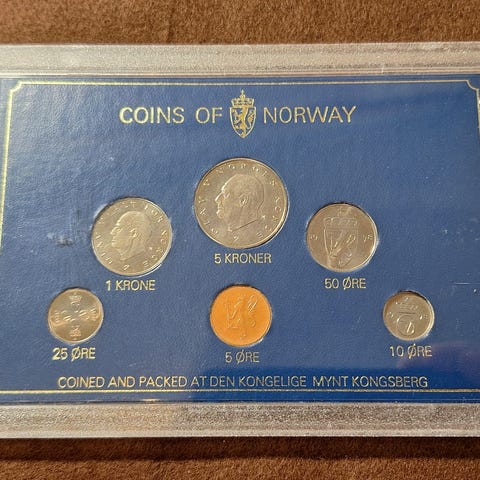 COINS OF NORWAY
5 KRONER
1 KRONE
50 ØRE
25 ØRE
5 ØRE
10 ØRE
COINED AND PACKED AT DEN KONGELIGE MYNT KONGSBERG